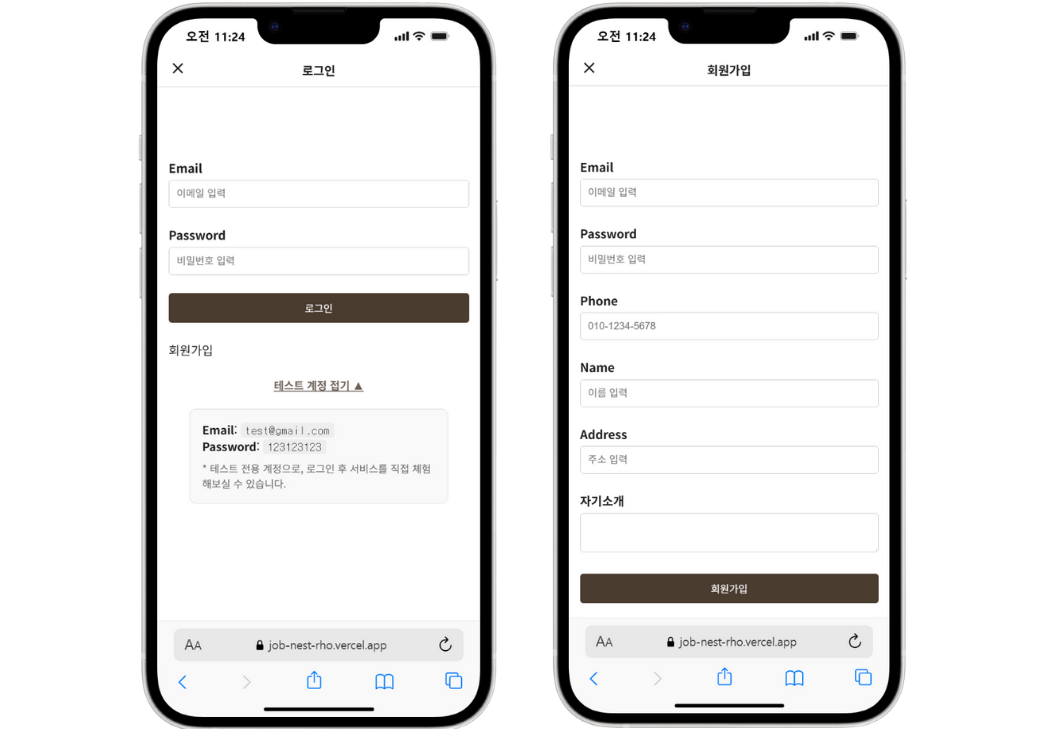 오전 11:24
로그인
Email
이메일 입력
Password
비밀번호 입력
로그인
회원가입
테스트 계정 접기 ▲
Email: test@gmail.com
Password: 123123123
* 테스트 전용 계정으로, 로그인 후 서비스를 직접 체험
해보실 수 있습니다.
AA job-nest-rho.vercel.app
오전 11:24
회원가입
Email
이메일 입력
Password
비밀번호 입력
Phone
010-1234-5678
Name
이름 입력
Address
주소 입력
자기소개
회원가입
AA job-nest-rho.vercel.app